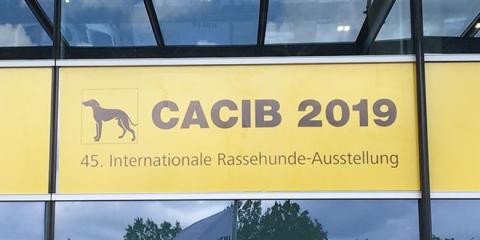 CACIB 2019
45. Internationale Rassehunde-Ausstellung